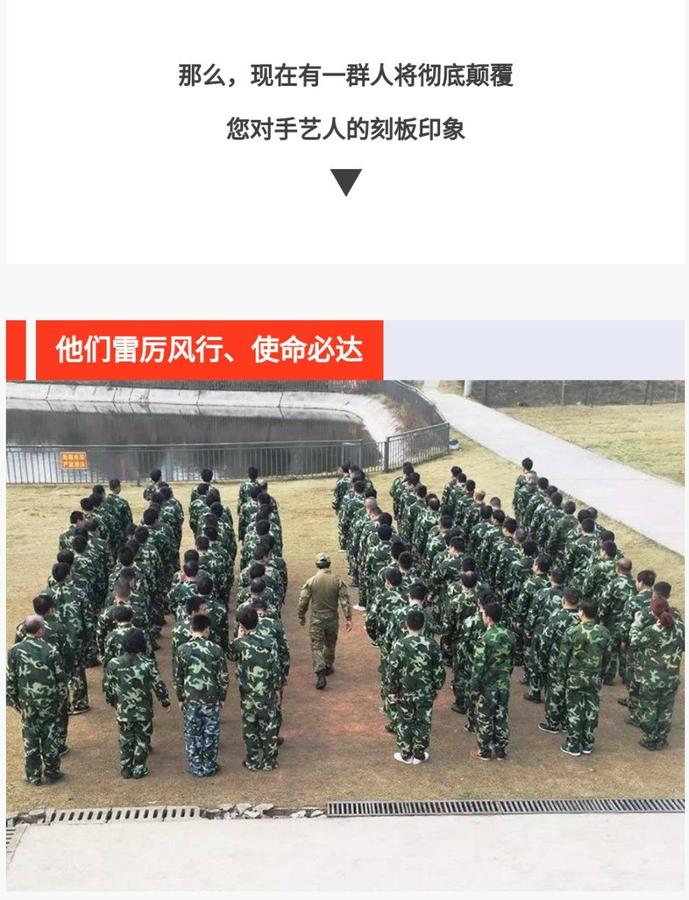 那么，现在有一群人将彻底颠覆
您对手艺人的刻板印象
他们雷厉风行、使命必达